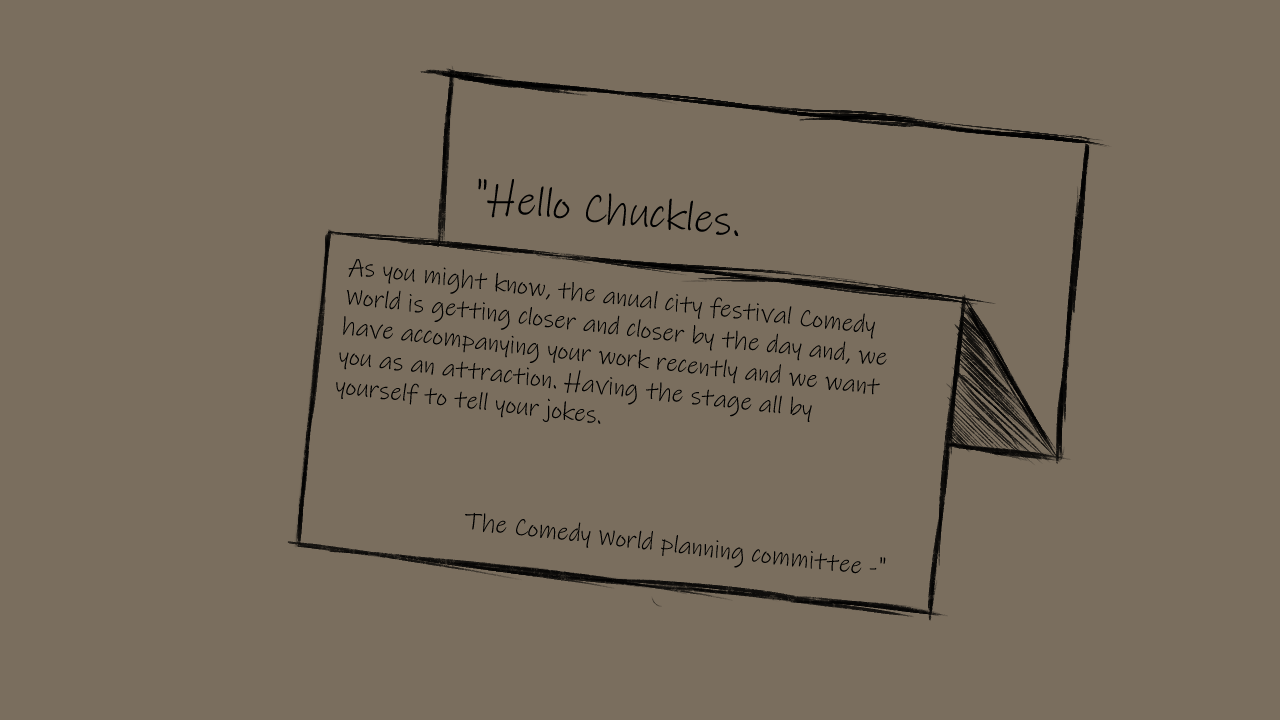 "Hello Chuckles.
As you might know, the anual city festival Comedy
World is getting closer and closer by the day and, we
have accompanying your work recently and we want
you as an attraction. Having the stage all by
yourself to tell your jokes.
The Comedy World planning committee -"